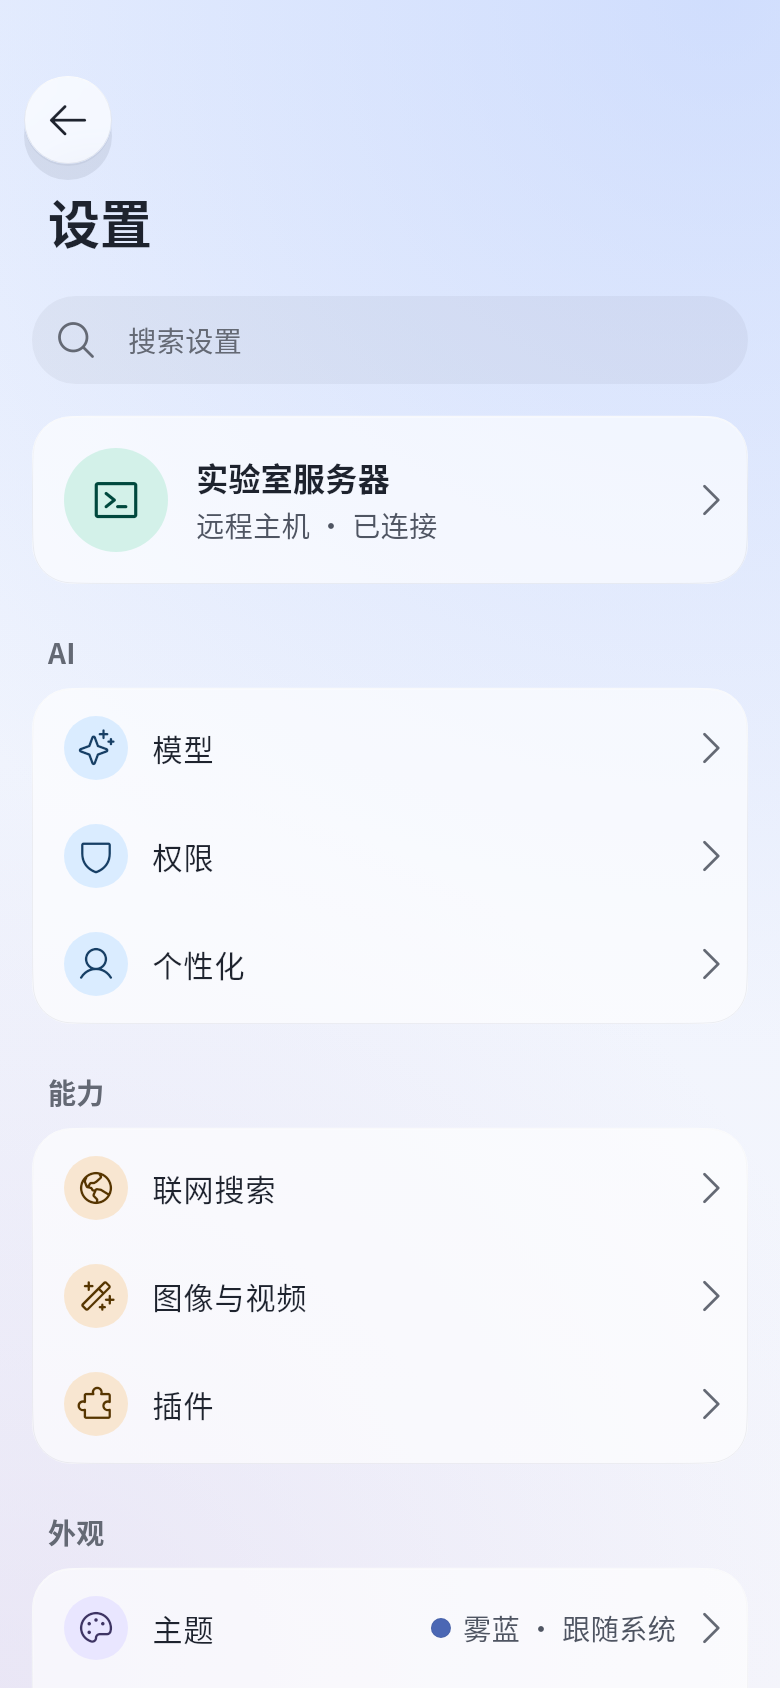 设置
搜索设置
实验室服务器
远程主机 · 已连接
AI
模型
权限
个性化
能力
联网搜索
图像与视频
插件
外观
主题
雾蓝 · 跟随系统